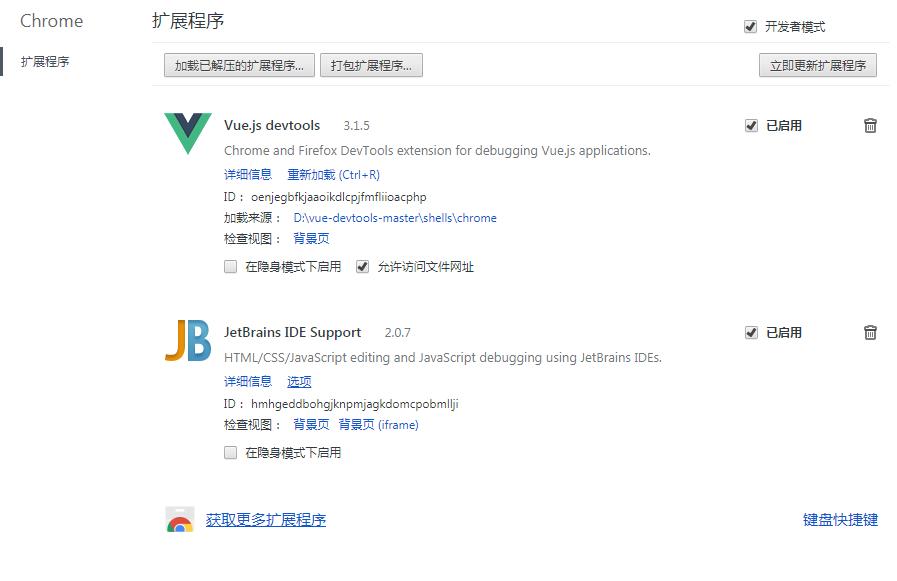 Chrome
扩展程序
开发者模式
扩展程序
加载已解压的扩展程序...
打包扩展程序...
立即更新扩展程序
Vue.js devtools 3.1.5
已启用
Chrome and Firefox DevTools extension for debugging Vue.js applications.
详细信息 重新加载 (Ctrl+R)
ID： oenjegbfkjaaoikdlcpjfmfliioacphp
加载来源： D:\vue-devtools-master\shells\chrome
检查视图： 背景页
在隐身模式下启用 允许访问文件网址
JB
JetBrains IDE Support 2.0.7
已启用
HTML/CSS/JavaScript editing and JavaScript debugging using JetBrains IDEs.
详细信息 选项
ID： hmhgeddbohgjknpmjagkdomcpobmllji
检查视图： 背景页 背景页 (iframe)
在隐身模式下启用
获取更多扩展程序
键盘快捷键